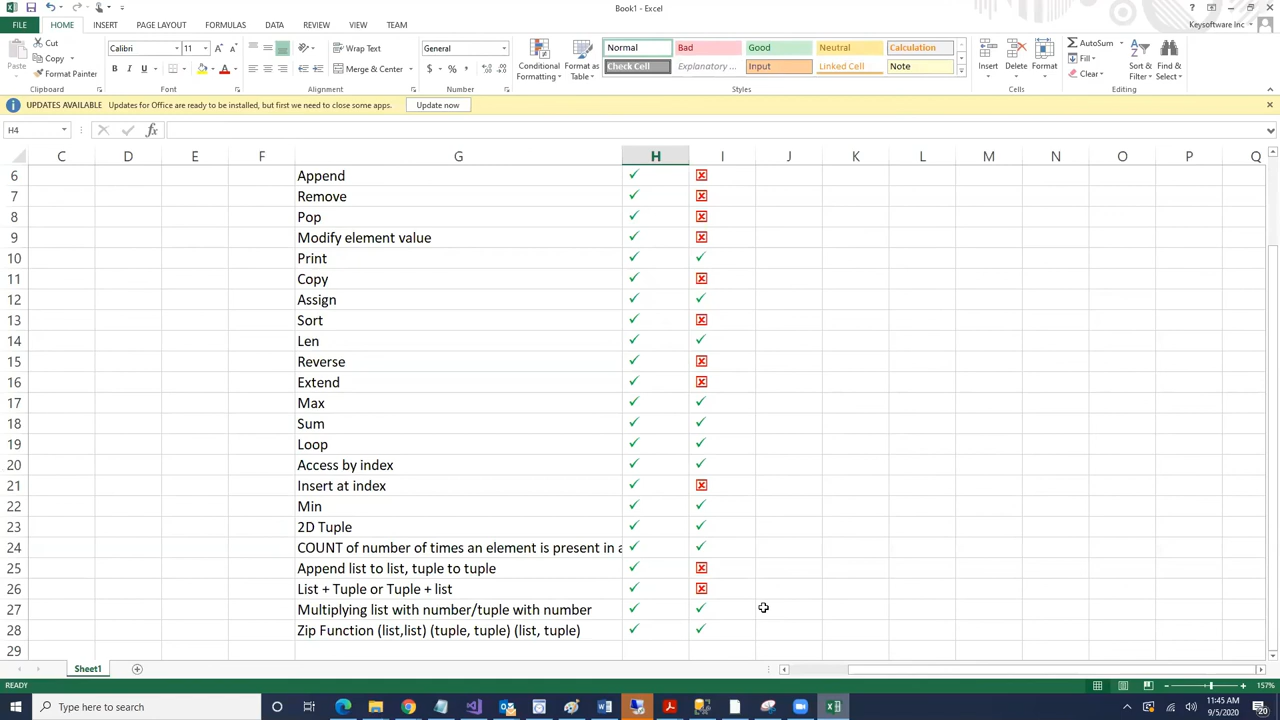 Book1 - Excel
FILE HOME INSERT PAGE LAYOUT FORMULAS DATA REVIEW VIEW TEAM Keysoftware Inc
Paste Cut Copy Format Painter Clipboard
Calibri 11 B I U Font
Wrap Text Merge & Center Alignment
General $ % , Number
Conditional Formatting Format as Table
Normal Bad Good Neutral Calculation
Check Cell Explanatory ... Input Linked Cell Note
Styles
Insert Delete Format Cells
AutoSum Fill Clear Sort & Filter Find & Select Editing
UPDATES AVAILABLE Updates for Office are ready to be installed, but first we need to close some apps. Update now
H4 fx
C D E F G H I J K L M N O P Q
6 Append
7 Remove
8 Pop
9 Modify element value
10 Print
11 Copy
12 Assign
13 Sort
14 Len
15 Reverse
16 Extend
17 Max
18 Sum
19 Loop
20 Access by index
21 Insert at index
22 Min
23 2D Tuple
24 COUNT of number of times an element is present in a
25 Append list to list, tuple to tuple
26 List + Tuple or Tuple + list
27 Multiplying list with number/tuple with number
28 Zip Function (list,list) (tuple, tuple) (list, tuple)
29
Sheet1
READY 157%
Type here to search
11:45 AM
9/5/2020
20